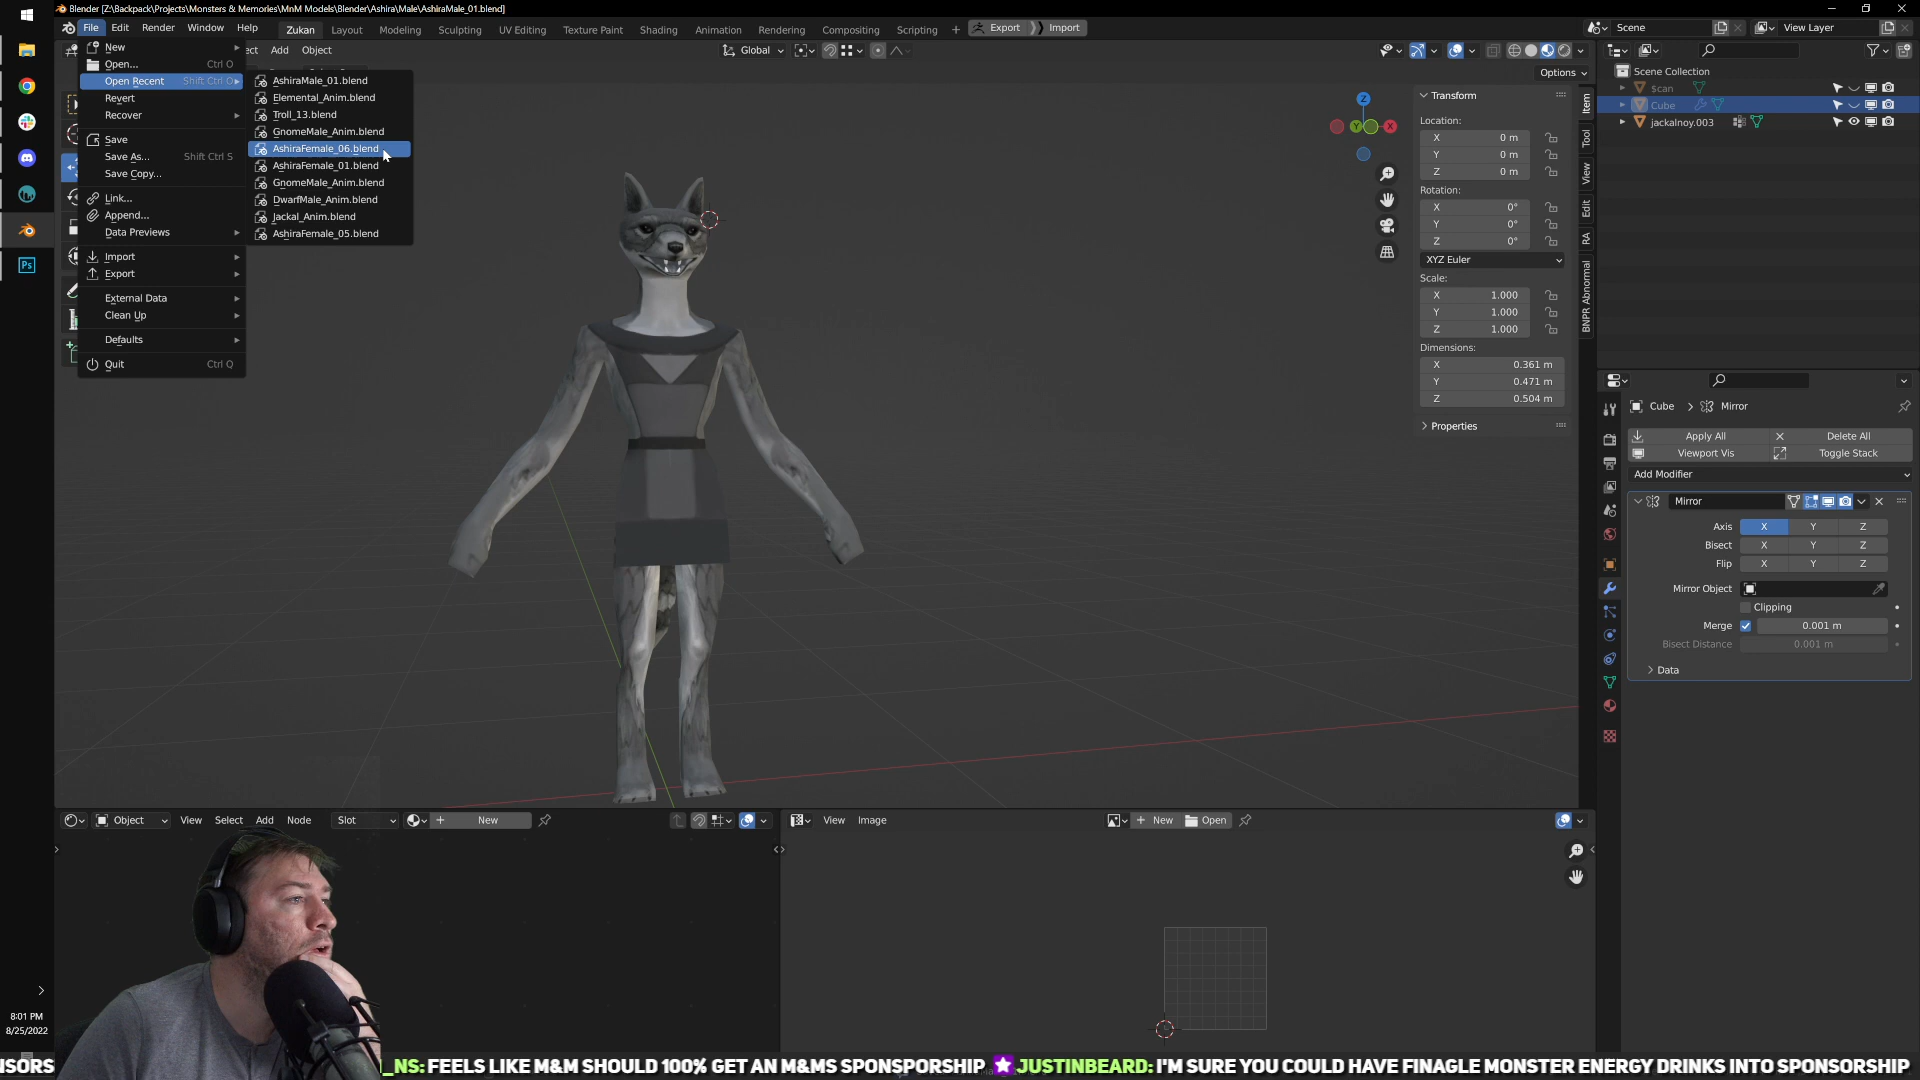 Blender [Z:\Backpack\Projects\Monsters & Memories\MnM Models\Blender\Ashira\Male\AshiraMale_01.blend]
File Edit Render Window Help Zukan Layout Modeling Sculpting UV Editing Texture Paint Shading Animation Rendering Compositing Scripting + Export Import Scene View Layer
ect Add Object Global
Options
New
Open... Ctrl O
Open Recent Shift Ctrl O
Revert
Recover
Save
Save As... Shift Ctrl S
Save Copy...
Link...
Append...
Data Previews
Import
Export
External Data
Clean Up
Defaults
Quit Ctrl Q
AshiraMale_01.blend
Elemental_Anim.blend
Troll_13.blend
GnomeMale_Anim.blend
AshiraFemale_06.blend
AshiraFemale_01.blend
GnomeMale_Anim.blend
DwarfMale_Anim.blend
Jackal_Anim.blend
AshiraFemale_05.blend
Z
Y
X
Transform
Location:
X 0 m
Y 0 m
Z 0 m
Rotation:
X 0°
Y 0°
Z 0°
XYZ Euler
Scale:
X 1.000
Y 1.000
Z 1.000
Dimensions:
X 0.361 m
Y 0.471 m
Z 0.504 m
Properties
Item
Tool
View
Edit
RA
BNPR Abnormal
Scene Collection
$can
Cube
jackalnoy.003
Cube > Mirror
Apply All Delete All
Viewport Vis Toggle Stack
Add Modifier
Mirror
Axis X Y Z
Bisect X Y Z
Flip X Y Z
Mirror Object
Clipping
Merge 0.001 m
Bisect Distance 0.001 m
Data
Object View Select Add Node Slot New
View Image New Open
Ps
8:01 PM
8/25/2022
NSORS
_NS: FEELS LIKE M&M SHOULD 100% GET AN M&MS SPONSPORSHIP JUSTINBEARD: I'M SURE YOU COULD HAVE FINAGLE MONSTER ENERGY DRINKS INTO SPONSORSHIP